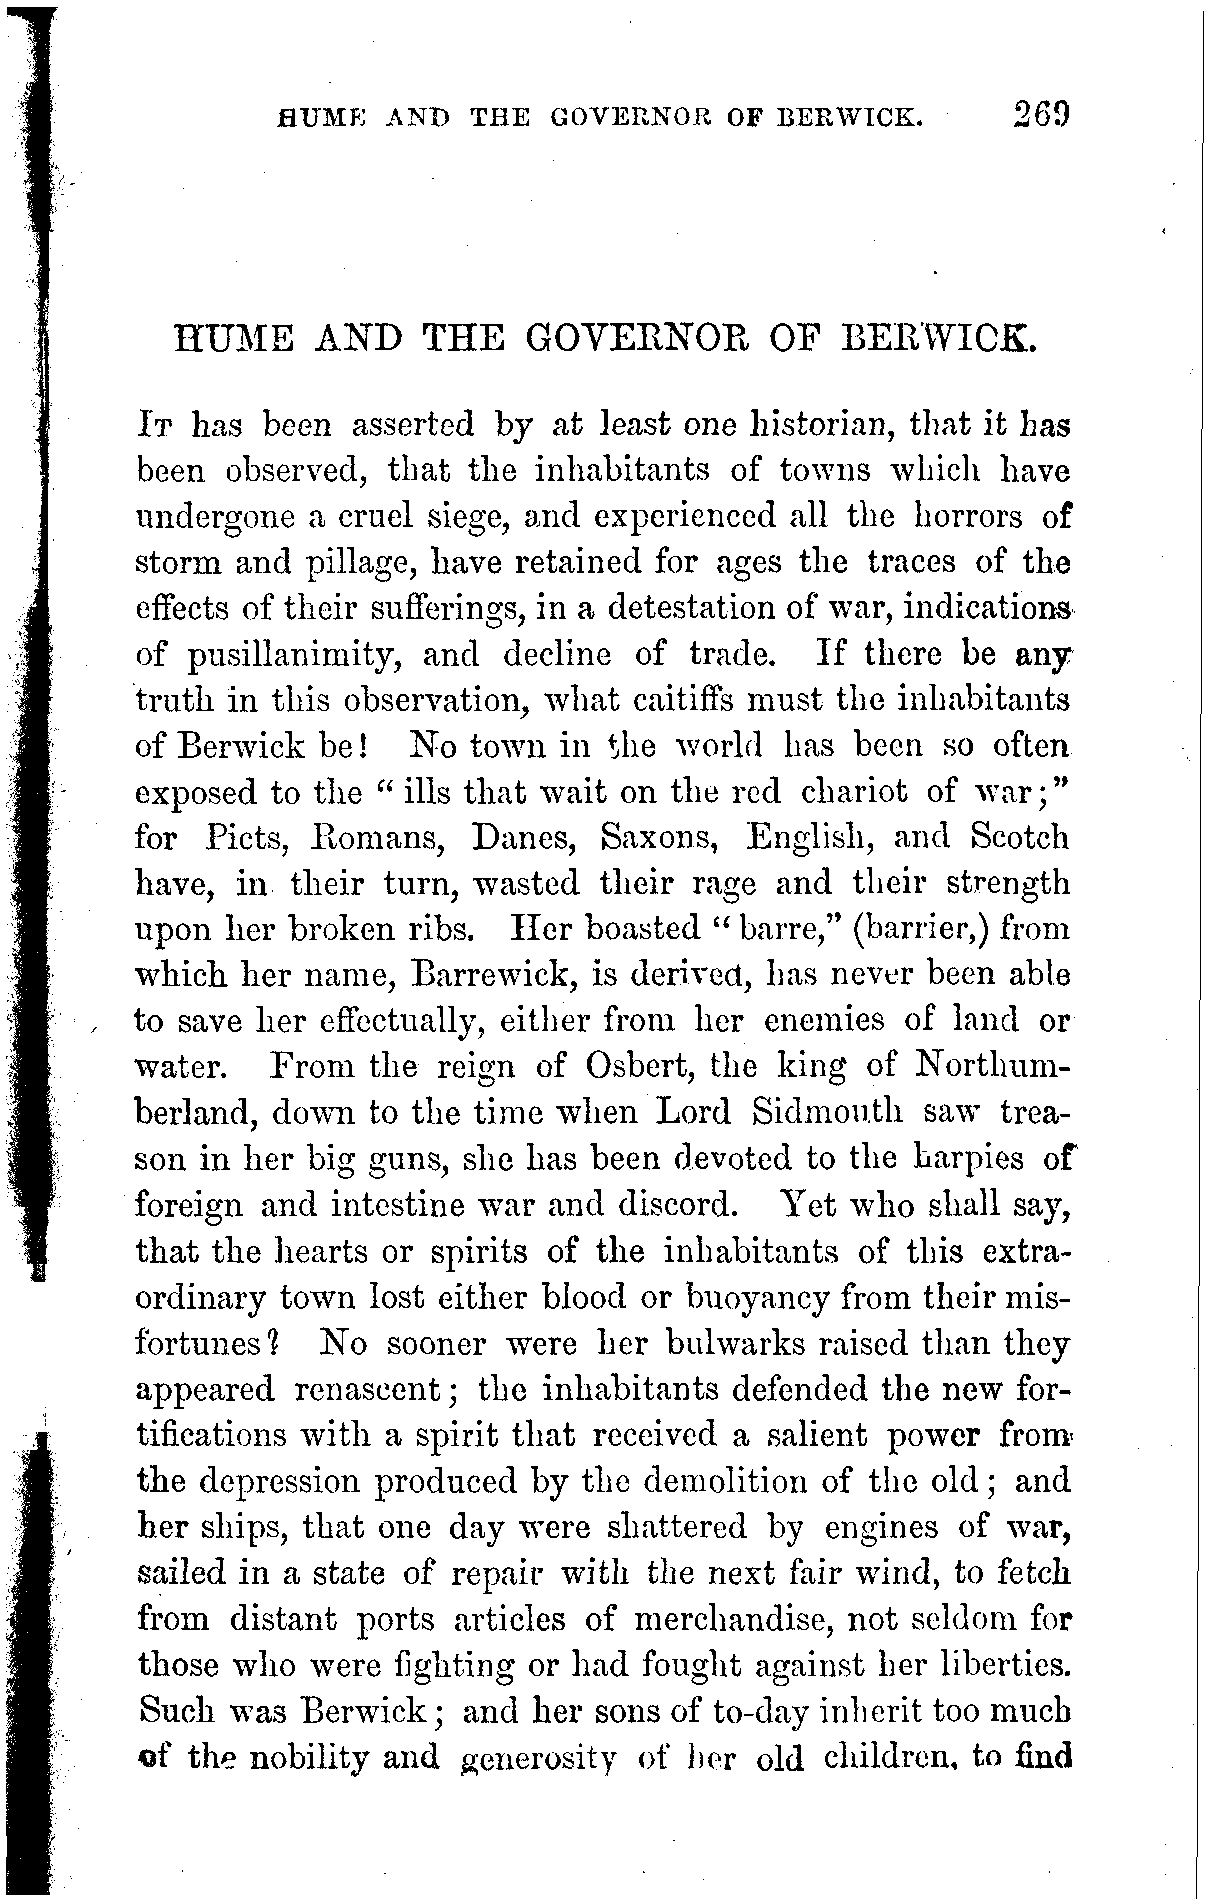 HUME AND THE GOVERNOR OF BERWICK. 269
HUME AND THE GOVERNOR OF BERWICK.
IT has been asserted by at least one historian, that it has
been observed, that the inhabitants of towns which have
undergone a cruel siege, and experienced all the horrors of
storm and pillage, have retained for ages the traces of the
effects of their sufferings, in a detestation of war, indications
of pusillanimity, and decline of trade. If there be any
truth in this observation, what caitiffs must the inhabitants
of Berwick be! No town in the world has been so often
exposed to the " ills that wait on the red chariot of war;"
for Picts, Romans, Danes, Saxons, English, and Scotch
have, in their turn, wasted their rage and their strength
upon her broken ribs. Her boasted " barre," (barrier,) from
which her name, Barrewick, is derived, has never been able
to save her effectually, either from her enemies of land or
water. From the reign of Osbert, the king of Northum-
berland, down to the time when Lord Sidmouth saw trea-
son in her big guns, she has been devoted to the harpies of
foreign and intestine war and discord. Yet who shall say,
that the hearts or spirits of the inhabitants of this extra-
ordinary town lost either blood or buoyancy from their mis-
fortunes? No sooner were her bulwarks raised than they
appeared renascent; the inhabitants defended the new for-
tifications with a spirit that received a salient power from
the depression produced by the demolition of the old; and
her ships, that one day were shattered by engines of war,
sailed in a state of repair with the next fair wind, to fetch
from distant ports articles of merchandise, not seldom for
those who were fighting or had fought against her liberties.
Such was Berwick; and her sons of to-day inherit too much
of the nobility and generosity of her old children, to find